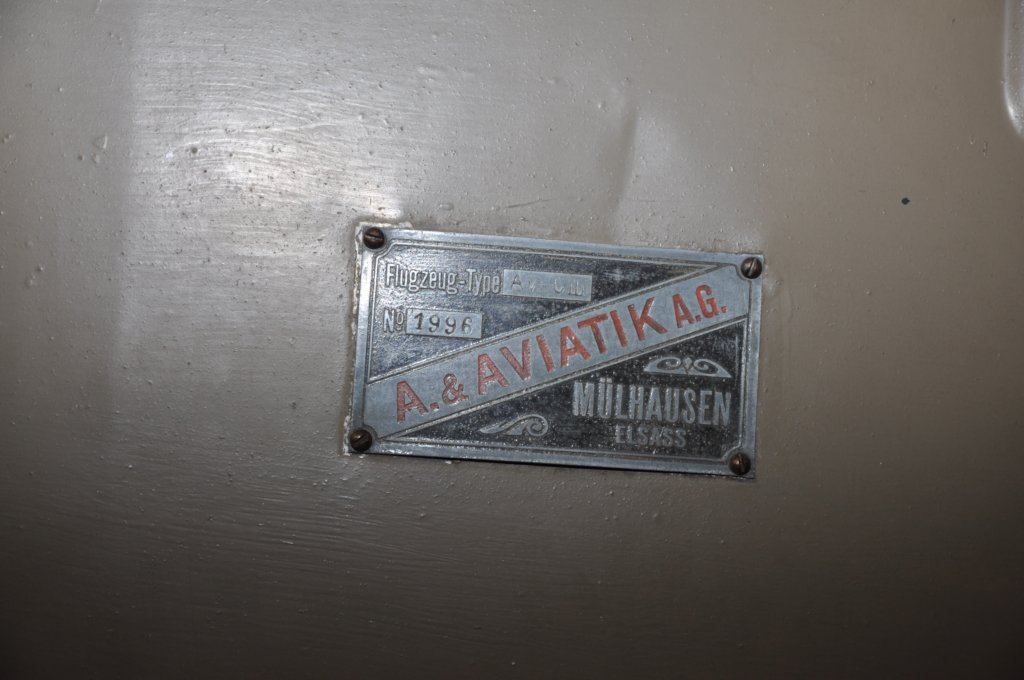 Flugzeug-Type
Nº 1996
A. & AVIATIK A.G.
MÜLHAUSEN
ELSASS